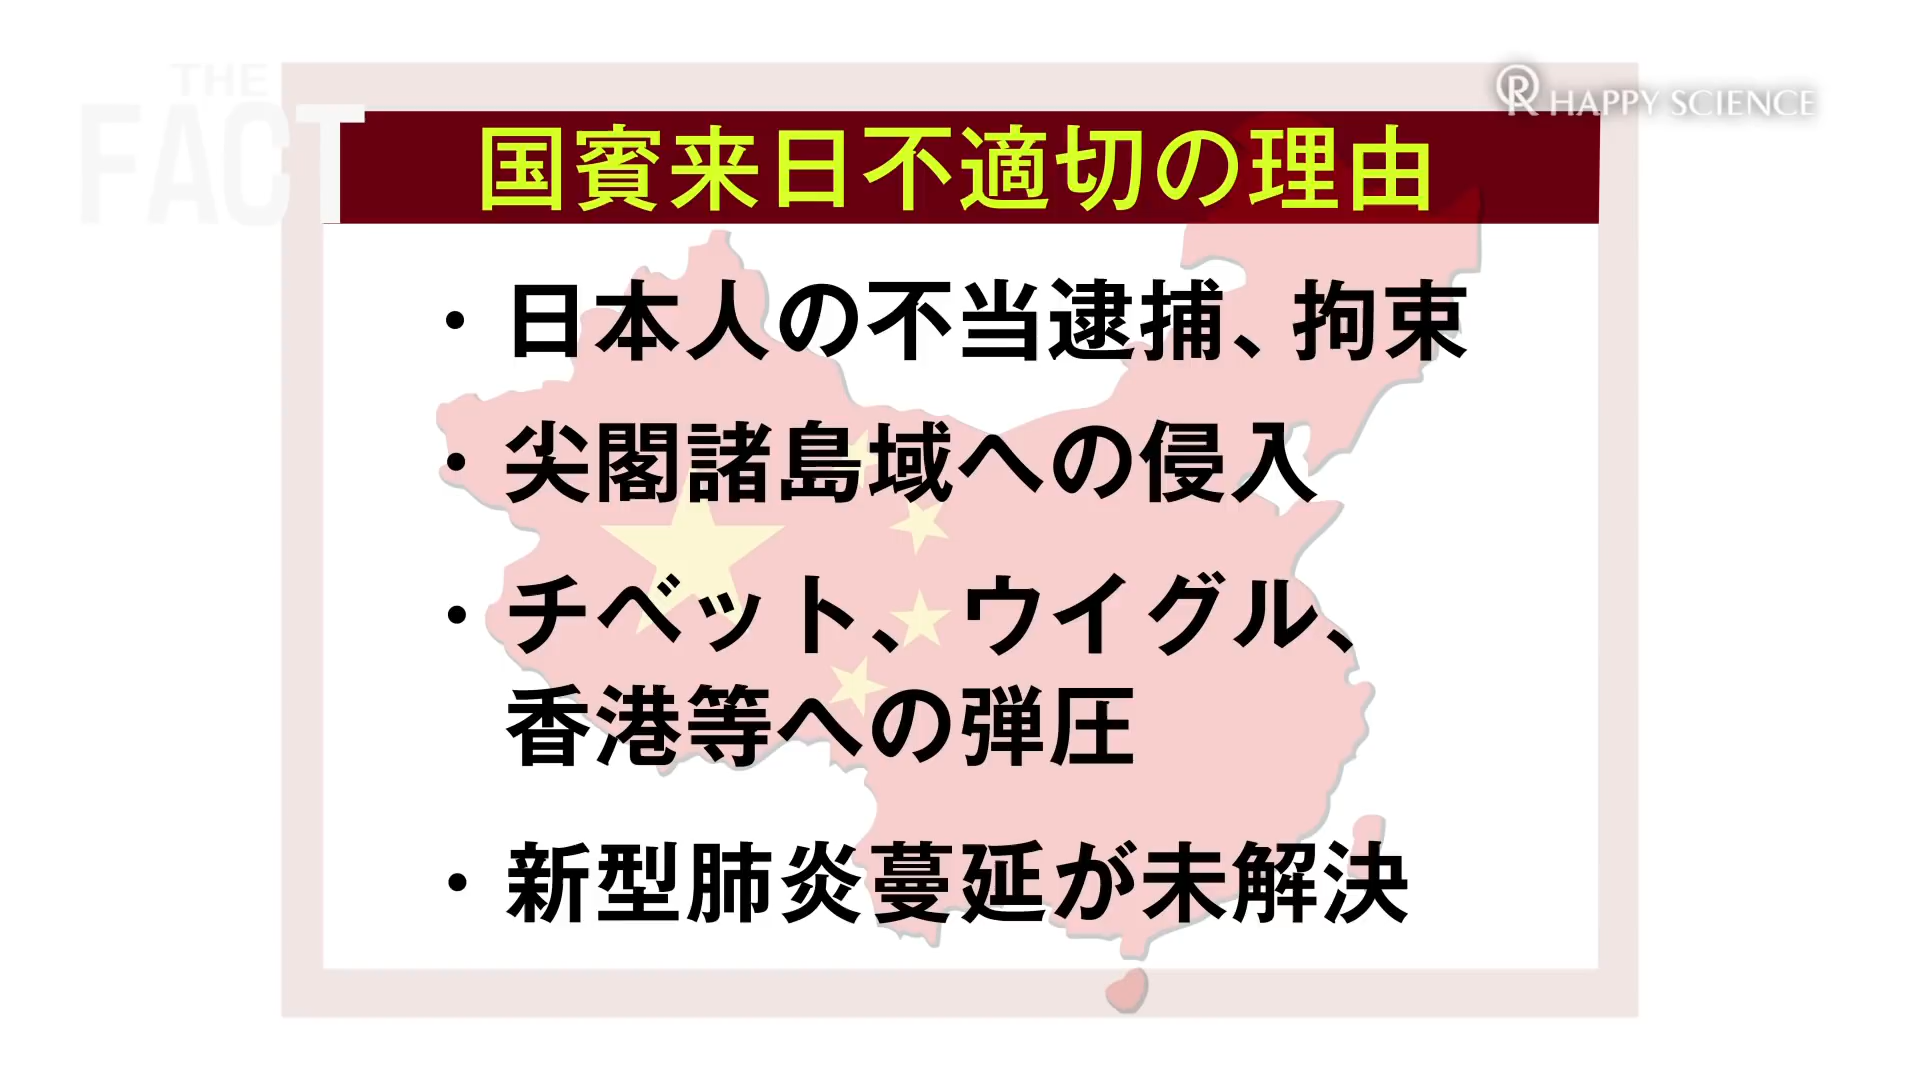 THE
FACT
HAPPY SCIENCE
国賓来日不適切の理由
・日本人の不当逮捕、拘束
・尖閣諸島域への侵入
・チベット、ウイグル、
香港等への弾圧
・新型肺炎蔓延が未解決